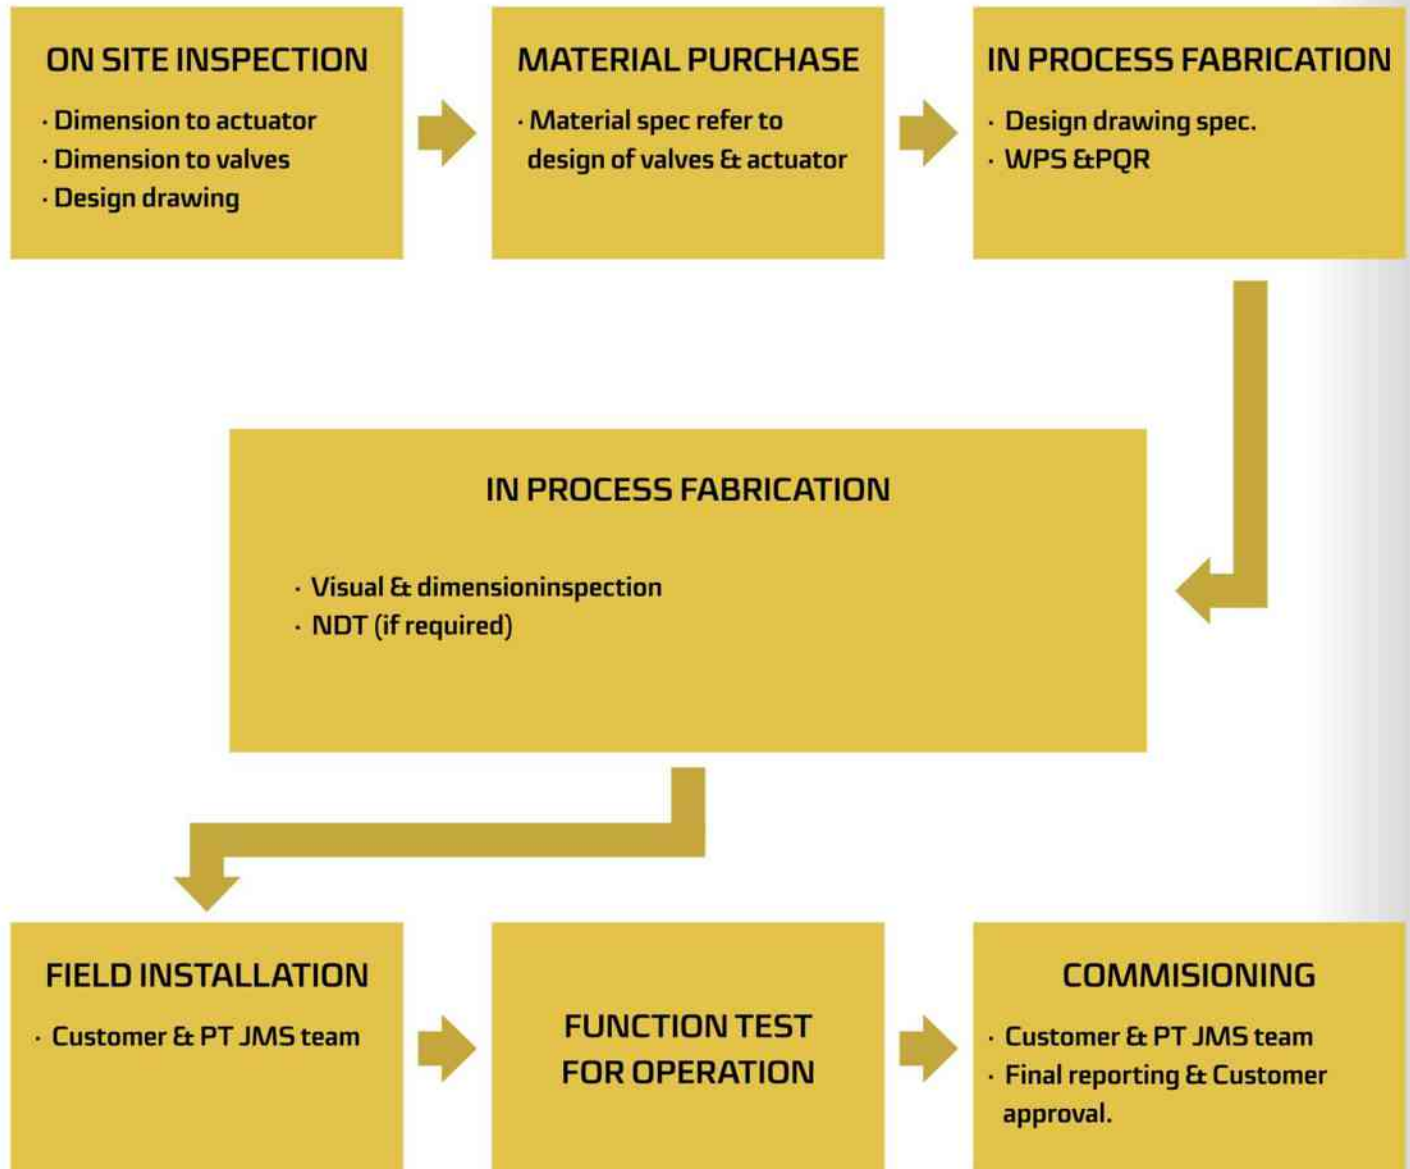 ON SITE INSPECTION
· Dimension to actuator
· Dimension to valves
· Design drawing
MATERIAL PURCHASE
· Material spec refer to
design of valves & actuator
IN PROCESS FABRICATION
· Design drawing spec.
· WPS &PQR
IN PROCESS FABRICATION
· Visual & dimensioninspection
· NDT (if required)
FIELD INSTALLATION
· Customer & PT JMS team
FUNCTION TEST
FOR OPERATION
COMMISIONING
· Customer & PT JMS team
· Final reporting & Customer
approval.